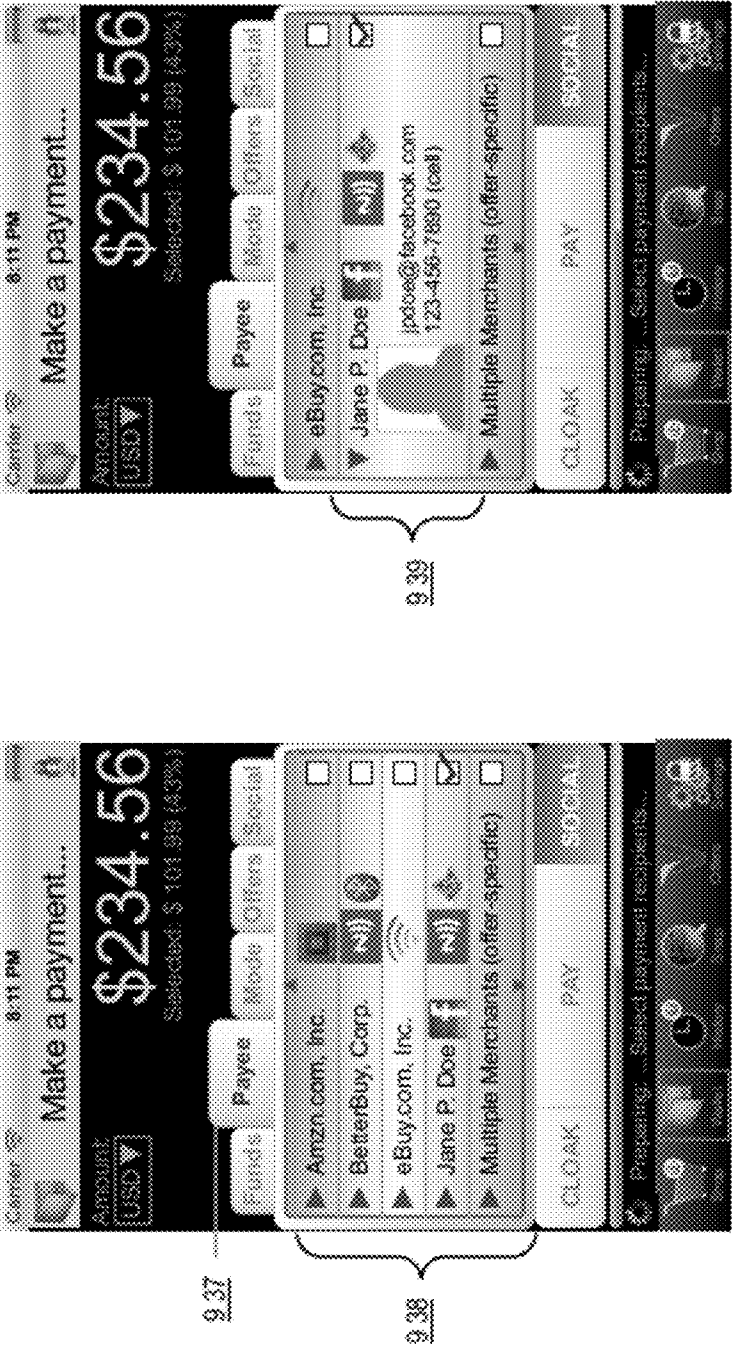 Carrier 8:11 PM
Make a payment...
Amount:
USD▼
$234.56
Selected: $ 101.99 (43%)
Funds Payee Mode Offers Social
Amzn.com, Inc.
BetterBuy, Corp.
eBuy.com, Inc.
Jane P. Doe
Multiple Merchants (offer-specific)
CLOAK PAY SOCIAL
Preparing: ...Select payment recipients...
9.37
9.38
Carrier 8:11 PM
Make a payment...
Amount:
USD▼
$234.56
Selected: $ 101.99 (43%)
Funds Payee Mode Offers Social
eBuy.com, Inc.
Jane P. Doe
jpdoe@facebook.com
123-456-7890 (cell)
Multiple Merchants (offer-specific)
CLOAK PAY SOCIAL
Preparing: ...Select payment recipients...
9.39